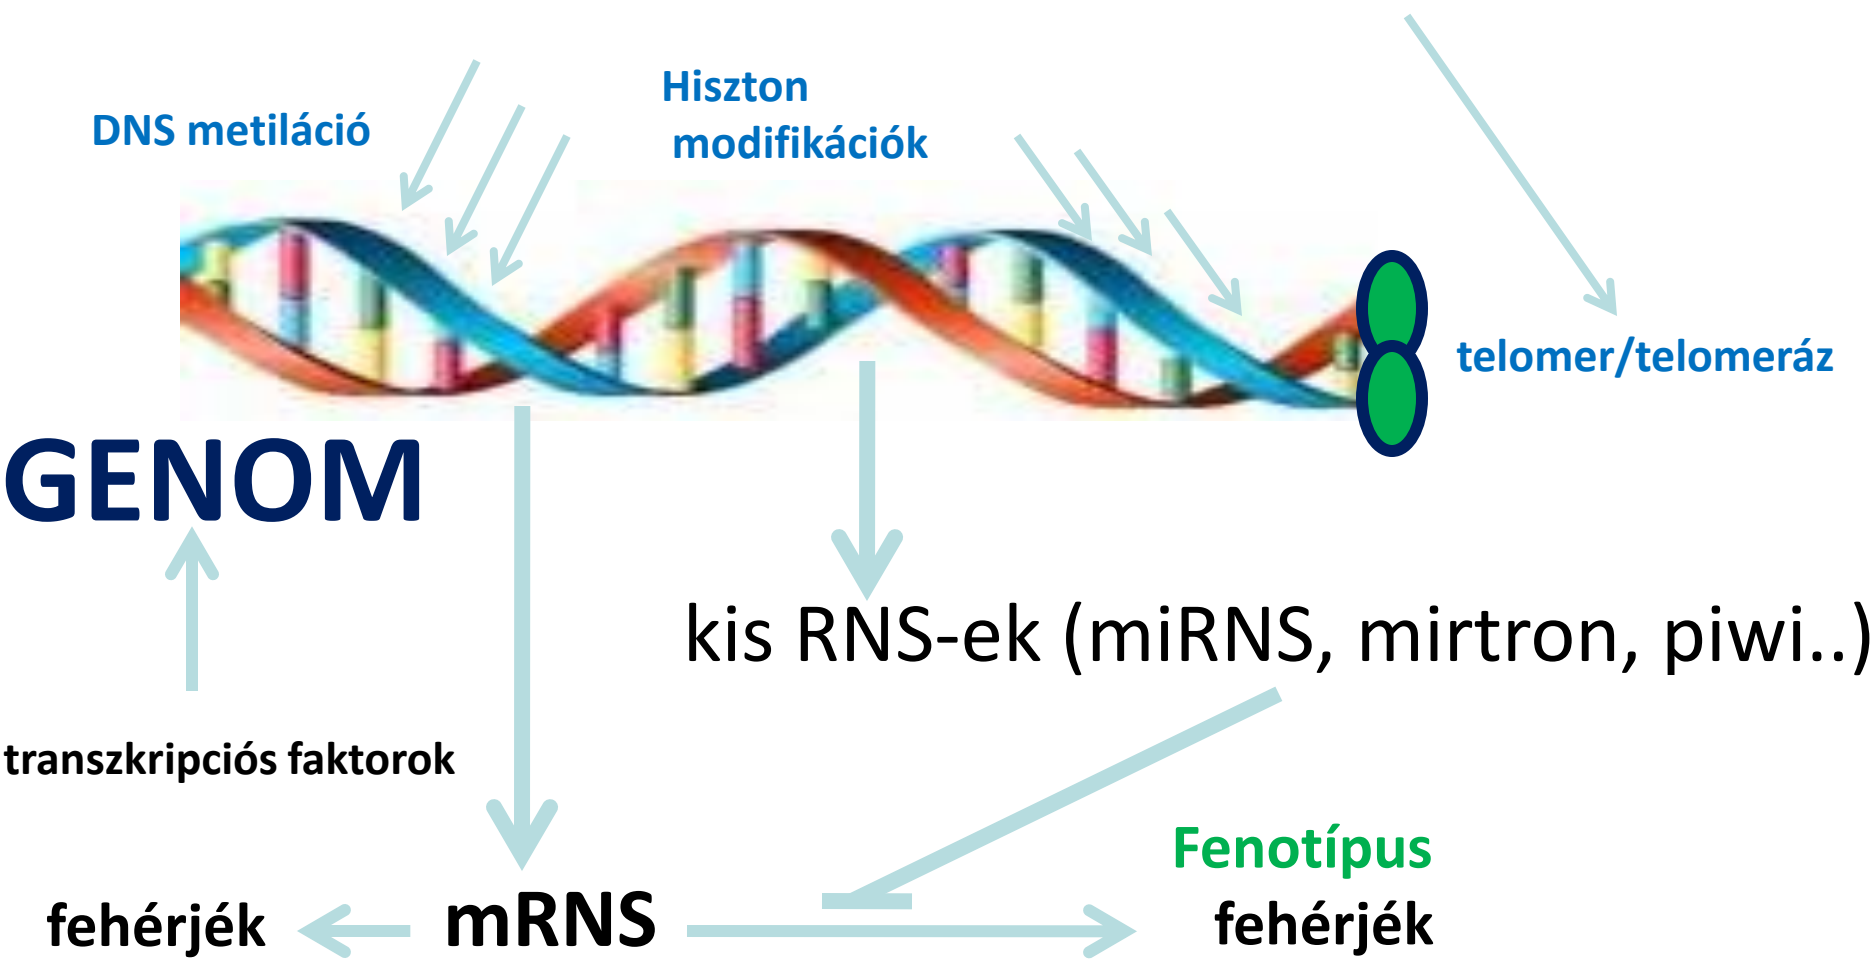 DNS metiláció
Hiszton
modifikációk
telomer/telomeráz
GENOM
kis RNS-ek (miRNS, mirtron, piwi..)
transzkripciós faktorok
Fenotípus
fehérjék
mRNS
fehérjék